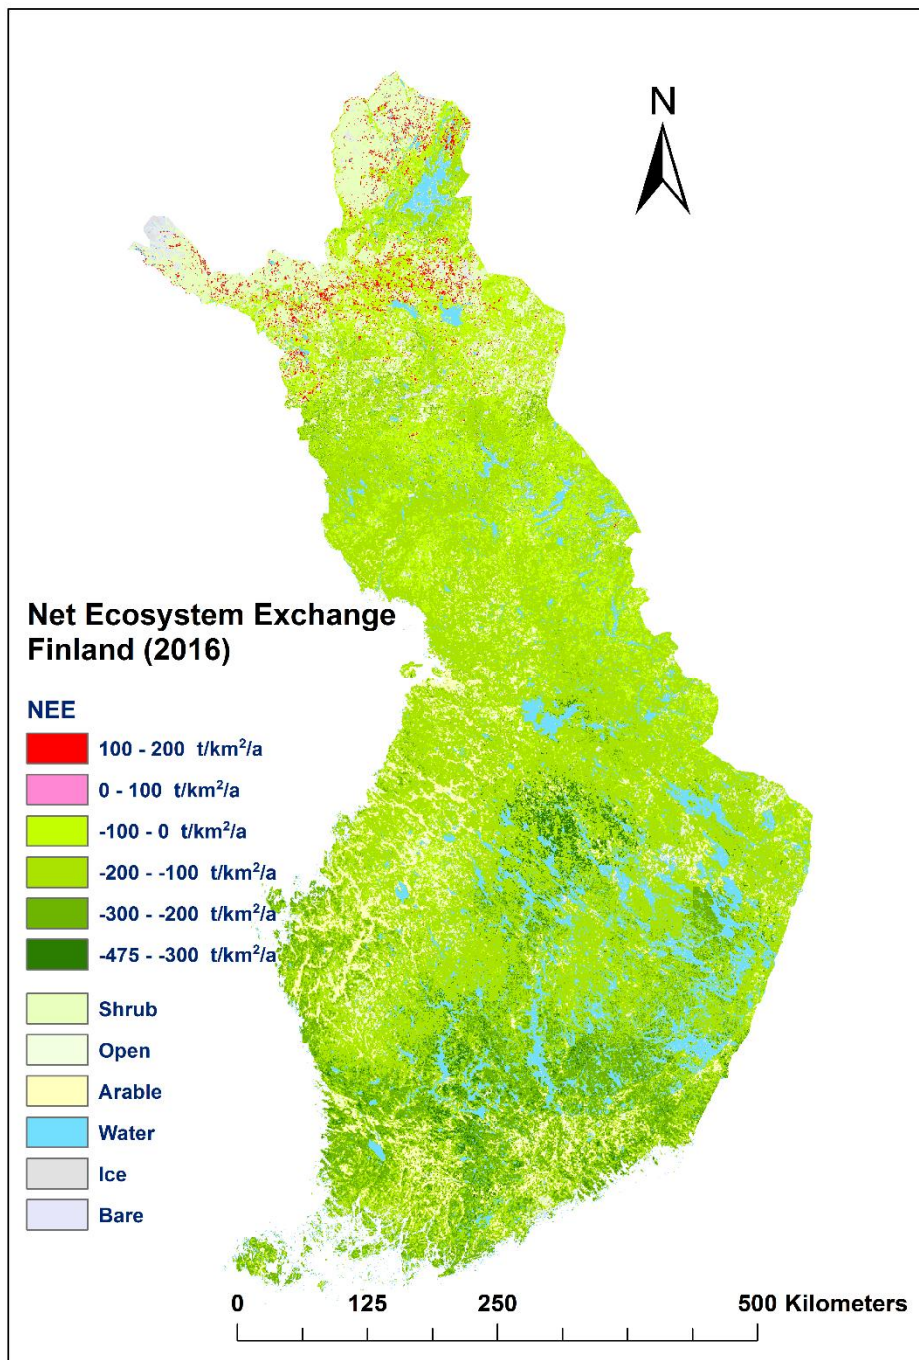 N
Net Ecosystem Exchange
Finland (2016)
NEE
100 - 200 t/km²/a
0 - 100 t/km²/a
-100 - 0 t/km²/a
-200 - -100 t/km²/a
-300 - -200 t/km²/a
-475 - -300 t/km²/a
Shrub
Open
Arable
Water
Ice
Bare
0 125 250 500 Kilometers